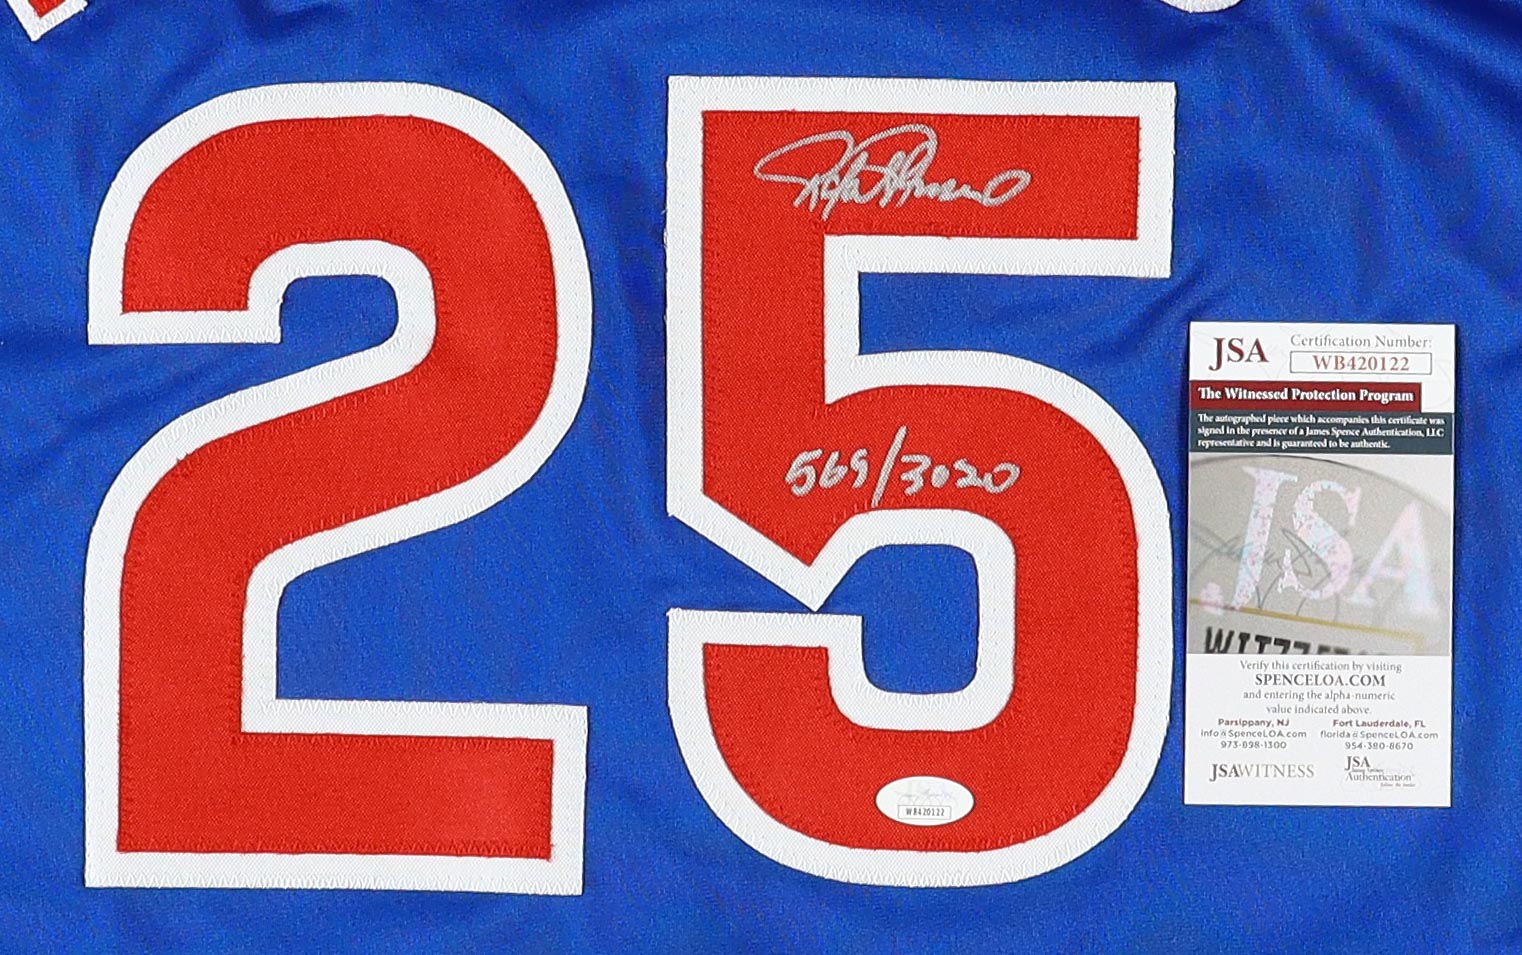 25
569/3020
WB420122
JSA
Certification Number:
WB420122
The Witnessed Protection Program
The autographed piece which accompanies this certificate was
signed in the presence of a James Spence Authentication, LLC
representative and is guaranteed to be authentic.
JSA
Verify this certification by visiting
SPENCELOA.COM
and entering the alpha-numeric
value indicated above.
Parsippany, NJ
info@SpenceLOA.com
973-898-1300
Fort Lauderdale, FL
florida@SpenceLOA.com
954-380-8670
JSAWITNESS
JSA
Authentication